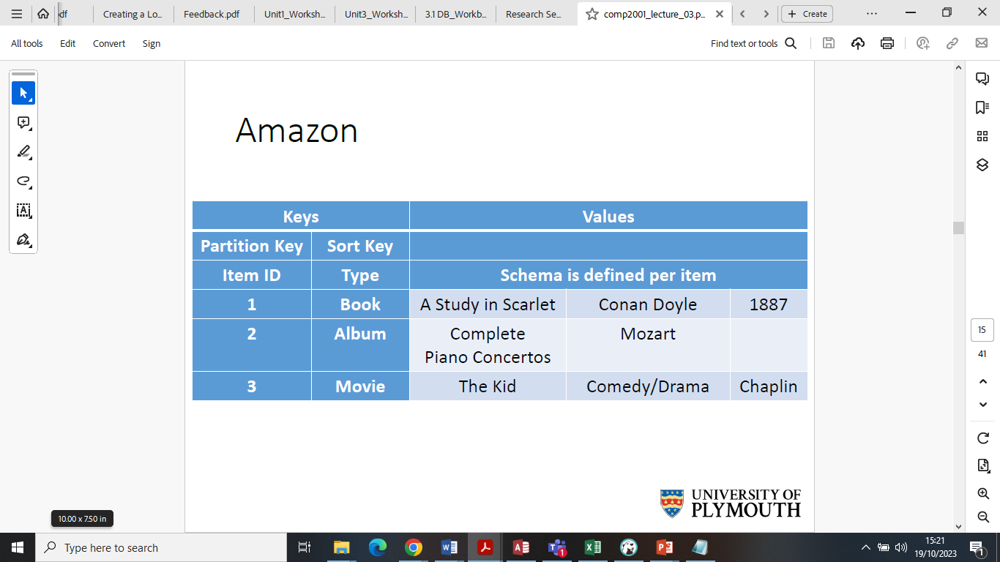 df
Creating a Lo...
Feedback.pdf
Unit1_Worksh...
Unit3_Worksh...
3.1 DB_Workb...
Research Se...
comp2001_lecture_03.p...
Create
All tools
Edit
Convert
Sign
Find text or tools
Amazon
Keys
Values
Partition Key
Sort Key
Item ID
Type
Schema is defined per item
1
Book
A Study in Scarlet
Conan Doyle
1887
2
Album
Complete
Piano Concertos
Mozart
3
Movie
The Kid
Comedy/Drama
Chaplin
UNIVERSITY OF
PLYMOUTH
15
41
10.00 x 7.50 in
Type here to search
15:21
19/10/2023
1
1